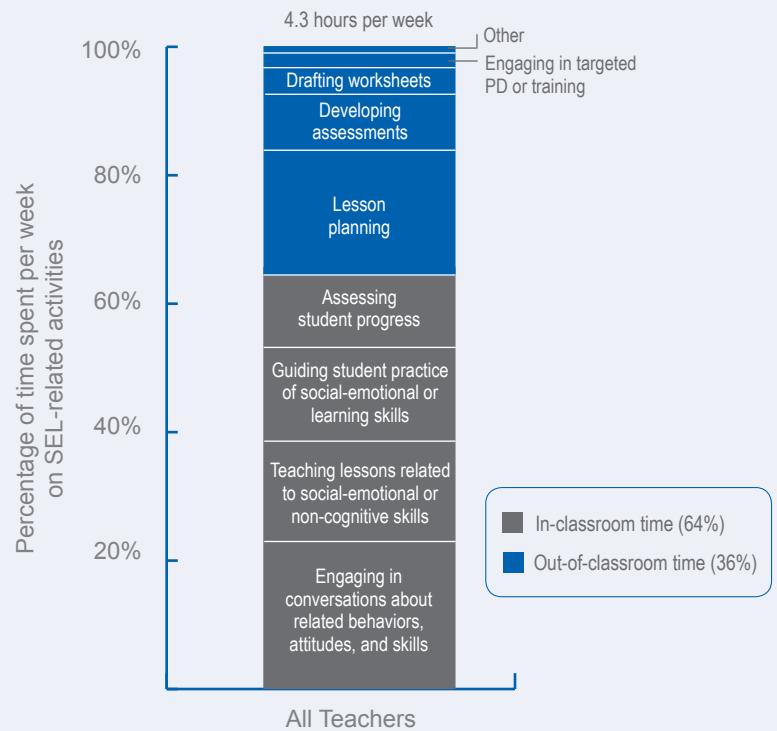 4.3 hours per week
100%
80%
60%
40%
20%
Percentage of time spent per week
on SEL-related activities
Other
Engaging in targeted
PD or training
Drafting worksheets
Developing
assessments
Lesson
planning
Assessing
student progress
Guiding student practice
of social-emotional or
learning skills
Teaching lessons related
to social-emotional or
non-cognitive skills
Engaging in
conversations about
related behaviors,
attitudes, and skills
In-classroom time (64%)
Out-of-classroom time (36%)
All Teachers